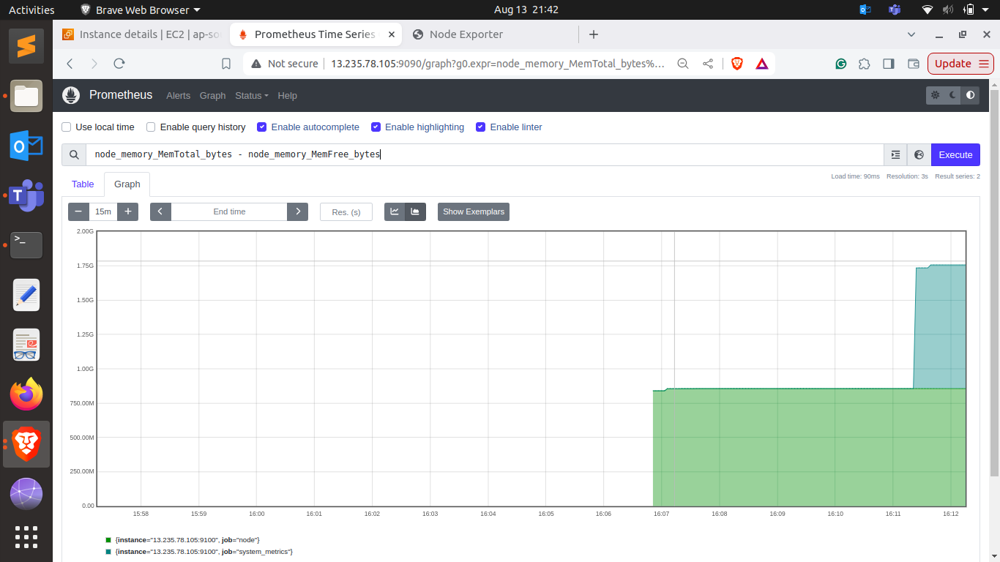 Activities
Brave Web Browser
Aug 13 21:42
Instance details | EC2 | ap-so
Prometheus Time Series
Node Exporter
Not secure
13.235.78.105:9090/graph?g0.expr=node_memory_MemTotal_bytes%...
Update
Prometheus
Alerts
Graph
Status
Help
Use local time
Enable query history
Enable autocomplete
Enable highlighting
Enable linter
node_memory_MemTotal_bytes - node_memory_MemFree_bytes
Execute
Load time: 90ms Resolution: 3s Result series: 2
Table
Graph
15m
End time
Res. (s)
Show Exemplars
2.00G
1.75G
1.50G
1.25G
1.00G
750.00M
500.00M
250.00M
0.00
15:58 15:59 16:00 16:01 16:02 16:03 16:04 16:05 16:06 16:07 16:08 16:09 16:10 16:11 16:12
{instance="13.235.78.105:9100", job="node"}
{instance="13.235.78.105:9100", job="system_metrics"}